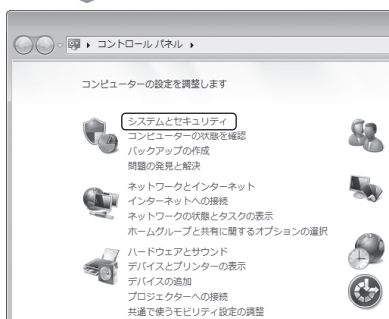 コントロール パネル
コンピューターの設定を調整します
システムとセキュリティ
コンピューターの状態を確認
バックアップの作成
問題の発見と解決
ネットワークとインターネット
インターネットへの接続
ネットワークの状態とタスクの表示
ホームグループと共有に関するオプションの選択
ハードウェアとサウンド
デバイスとプリンターの表示
デバイスの追加
プロジェクターへの接続
共通で使うモビリティ設定の調整